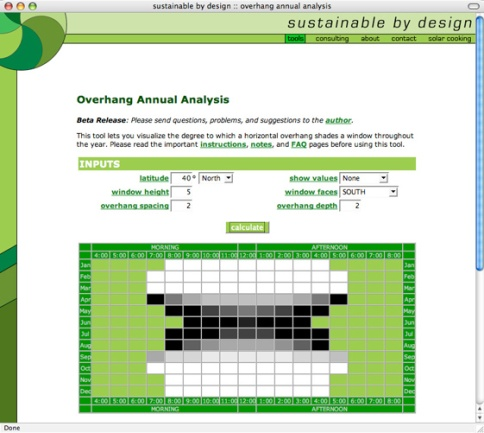 sustainable by design :: overhang annual analysis
sustainable by design
tools consulting about contact solar cooking
Overhang Annual Analysis
Beta Release: Please send questions, problems, and suggestions to the author.
This tool lets you visualize the degree to which a horizontal overhang shades a window throughout
the year. Please read the important instructions, notes, and FAQ pages before using this tool.
INPUTS
latitude 40 ° North show values None
window height 5 window faces SOUTH
overhang spacing 2 overhang depth 2
calculate
MORNING AFTERNOON
4:00 5:00 6:00 7:00 8:00 9:00 10:00 11:00 12:00 1:00 2:00 3:00 4:00 5:00 6:00 7:00 8:00
Jan Jan
Feb Feb
Mar Mar
Apr Apr
May May
Jun Jun
Jul Jul
Aug Aug
Sep Sep
Oct Oct
Nov Nov
Dec Dec
4:00 5:00 6:00 7:00 8:00 9:00 10:00 11:00 12:00 1:00 2:00 3:00 4:00 5:00 6:00 7:00 8:00
MORNING AFTERNOON
Done